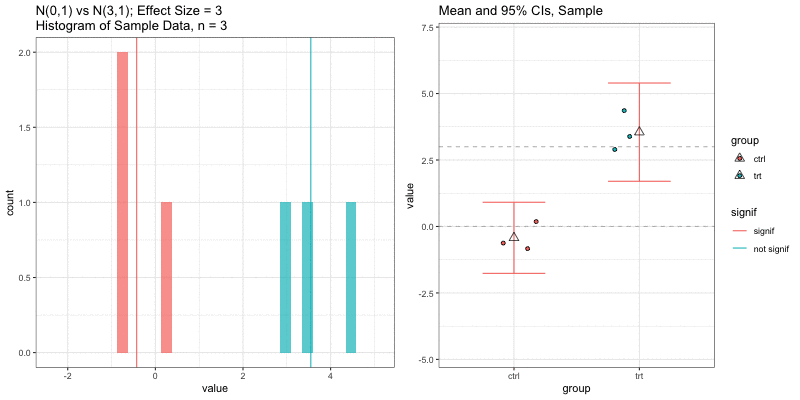 N(0,1) vs N(3,1); Effect Size = 3
Histogram of Sample Data, n = 3
2.0
1.5
1.0
0.5
0.0
count
-2
0
2
4
value
Mean and 95% CIs, Sample
7.5
5.0
2.5
0.0
-2.5
-5.0
value
ctrl
trt
group
group
ctrl
trt
signif
signif
not signif